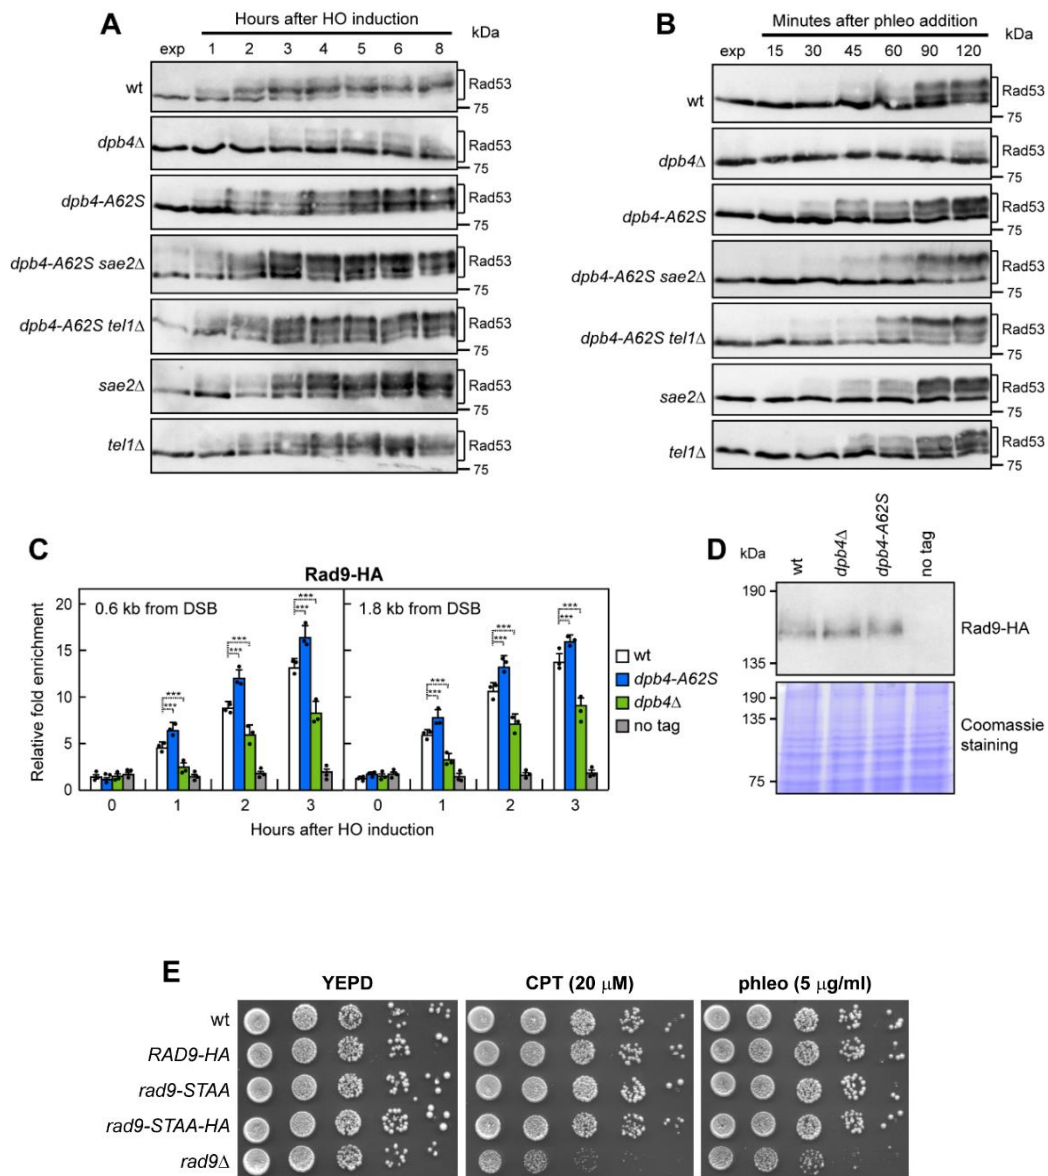 A
Hours after HO induction
kDa
exp 1 2 3 4 5 6 8
wt
Rad53
75
dpb4Δ
Rad53
75
dpb4-A62S
Rad53
75
dpb4-A62S sae2Δ
Rad53
75
dpb4-A62S tel1Δ
Rad53
75
sae2Δ
Rad53
75
tel1Δ
Rad53
75
B
Minutes after phleo addition
kDa
exp 15 30 45 60 90 120
wt
Rad53
75
dpb4Δ
Rad53
75
dpb4-A62S
Rad53
75
dpb4-A62S sae2Δ
Rad53
75
dpb4-A62S tel1Δ
Rad53
75
sae2Δ
Rad53
75
tel1Δ
Rad53
75
C
Rad9-HA
Relative fold enrichment
20
15
10
5
0
0.6 kb from DSB
1.8 kb from DSB
***
***
***
***
***
***
***
***
***
***
***
***
0 1 2 3 0 1 2 3
Hours after HO induction
wt
dpb4-A62S
dpb4Δ
no tag
D
kDa
wt
dpb4Δ
dpb4-A62S
no tag
190
135
Rad9-HA
190
135
75
Coomassie
staining
E
YEPD
CPT (20 μM)
phleo (5 μg/ml)
wt
RAD9-HA
rad9-STAA
rad9-STAA-HA
rad9Δ